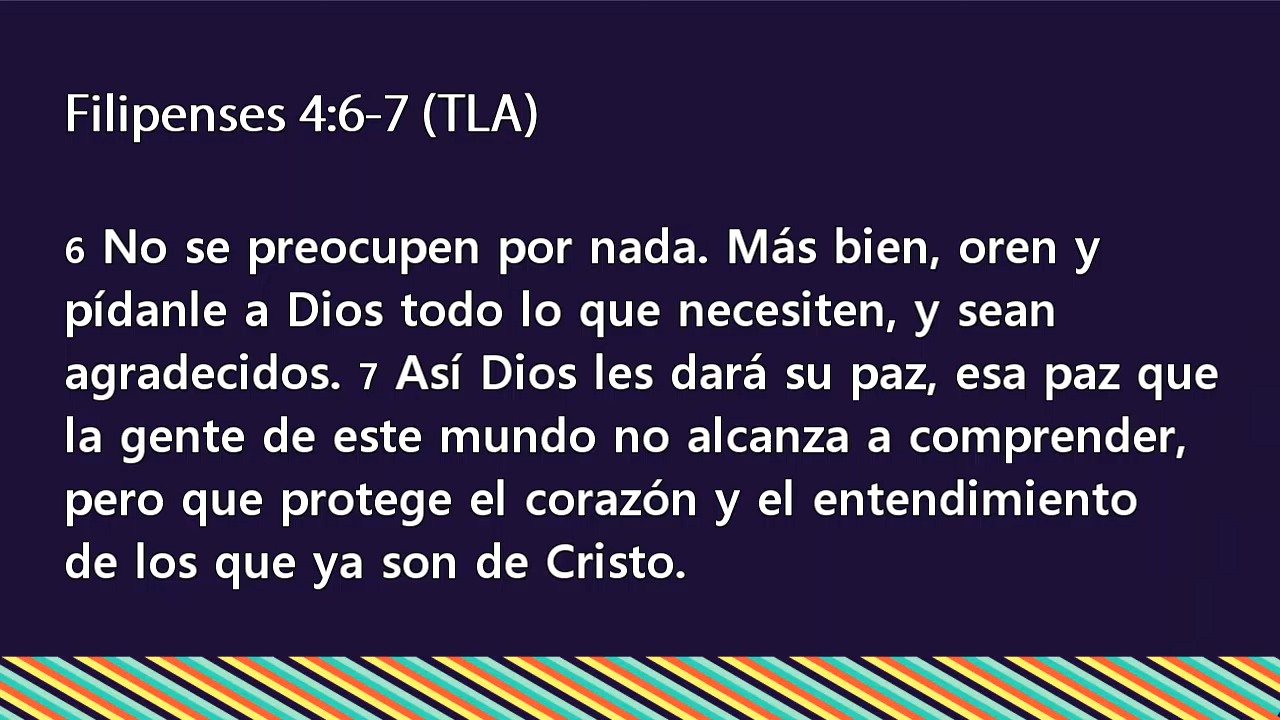 Filipenses 4:6-7 (TLA)
6 No se preocupen por nada. Más bien, oren y
pídanle a Dios todo lo que necesiten, y sean
agradecidos. 7 Así Dios les dará su paz, esa paz que
la gente de este mundo no alcanza a comprender,
pero que protege el corazón y el entendimiento
de los que ya son de Cristo.